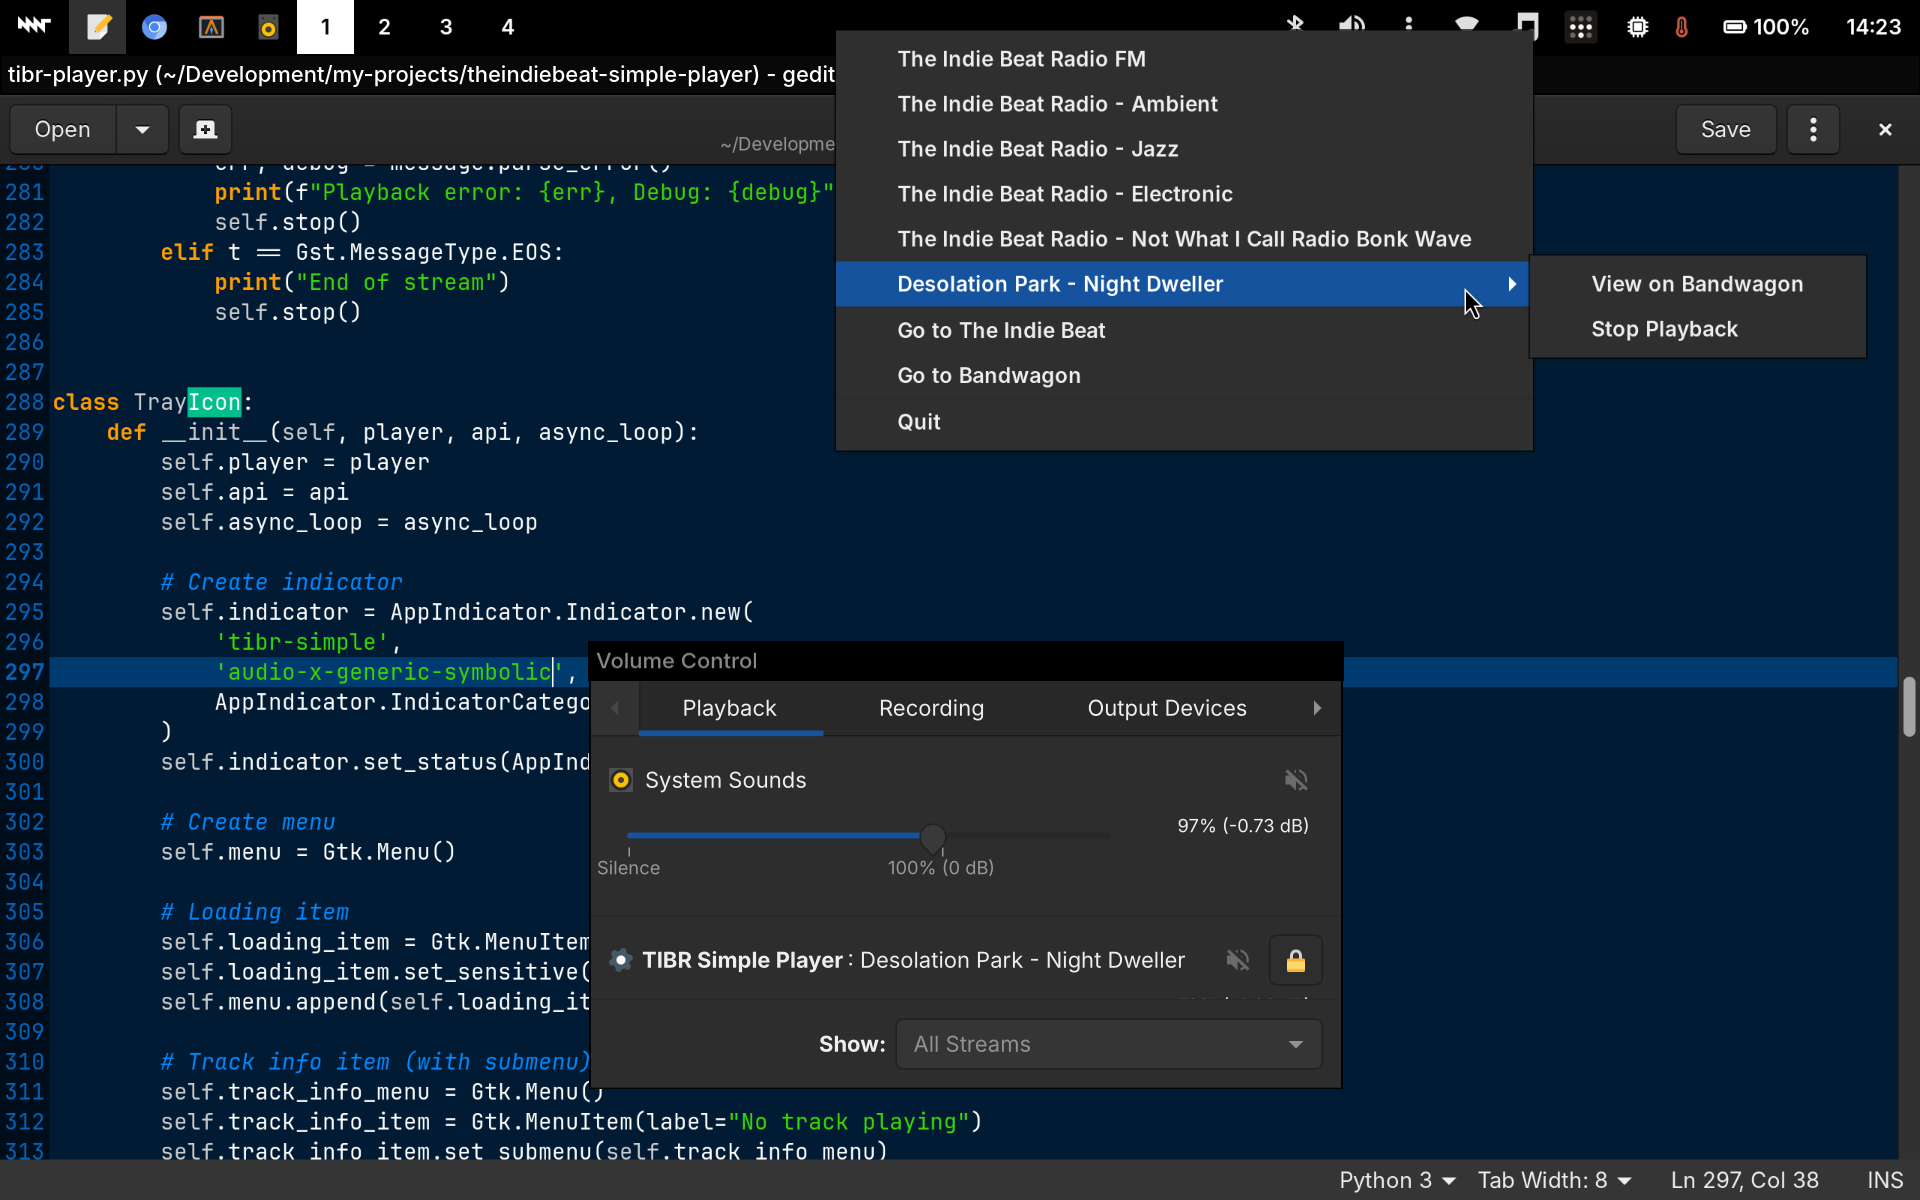 1 2 3 4
100% 14:23
tibr-player.py (~/Development/my-projects/theindiebeat-simple-player) - gedit
Open
~/Developme
Save
The Indie Beat Radio FM
The Indie Beat Radio - Ambient
The Indie Beat Radio - Jazz
The Indie Beat Radio - Electronic
The Indie Beat Radio - Not What I Call Radio Bonk Wave
Desolation Park - Night Dweller
Go to The Indie Beat
Go to Bandwagon
Quit
View on Bandwagon
Stop Playback
err, debug = message.parse_error()
281 print(f"Playback error: {err}, Debug: {debug}"
282 self.stop()
283 elif t == Gst.MessageType.EOS:
284 print("End of stream")
285 self.stop()
286
287
288 class TrayIcon:
289 def __init__(self, player, api, async_loop):
290 self.player = player
291 self.api = api
292 self.async_loop = async_loop
293
294 # Create indicator
295 self.indicator = AppIndicator.Indicator.new(
296 'tibr-simple',
297 'audio-x-generic-symbolic',
298 AppIndicator.IndicatorCatego
299 )
300 self.indicator.set_status(AppInd
301
302 # Create menu
303 self.menu = Gtk.Menu()
304
305 # Loading item
306 self.loading_item = Gtk.MenuItem
307 self.loading_item.set_sensitive(
308 self.menu.append(self.loading_it
309
310 # Track info item (with submenu)
311 self.track_info_menu = Gtk.Menu()
312 self.track_info_item = Gtk.MenuItem(label="No track playing")
313 self.track_info_item.set_submenu(self.track_info_menu)
Volume Control
Playback Recording Output Devices
System Sounds
97% (-0.73 dB)
Silence 100% (0 dB)
TIBR Simple Player : Desolation Park - Night Dweller
Show: All Streams
Python 3 Tab Width: 8 Ln 297, Col 38 INS